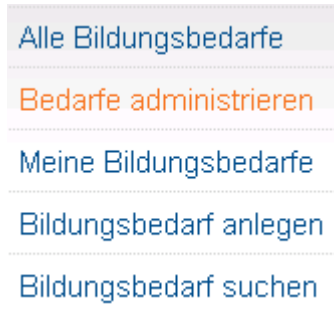 Alle Bildungsbedarfe
Bedarfe administrieren
Meine Bildungsbedarfe
Bildungsbedarf anlegen
Bildungsbedarf suchen